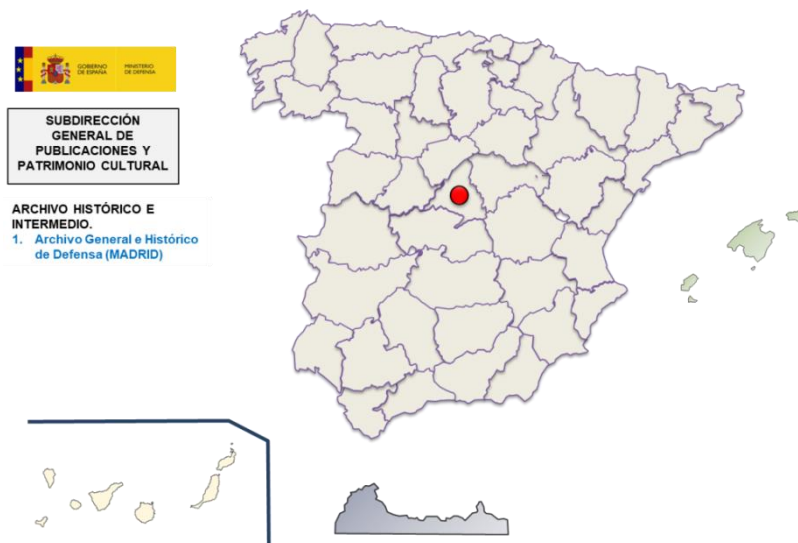 GOBIERNO
DE ESPAÑA
MINISTERIO
DE DEFENSA
SUBDIRECCIÓN
GENERAL DE
PUBLICACIONES Y
PATRIMONIO CULTURAL
ARCHIVO HISTÓRICO E
INTERMEDIO.
1. Archivo General e Histórico
de Defensa (MADRID)